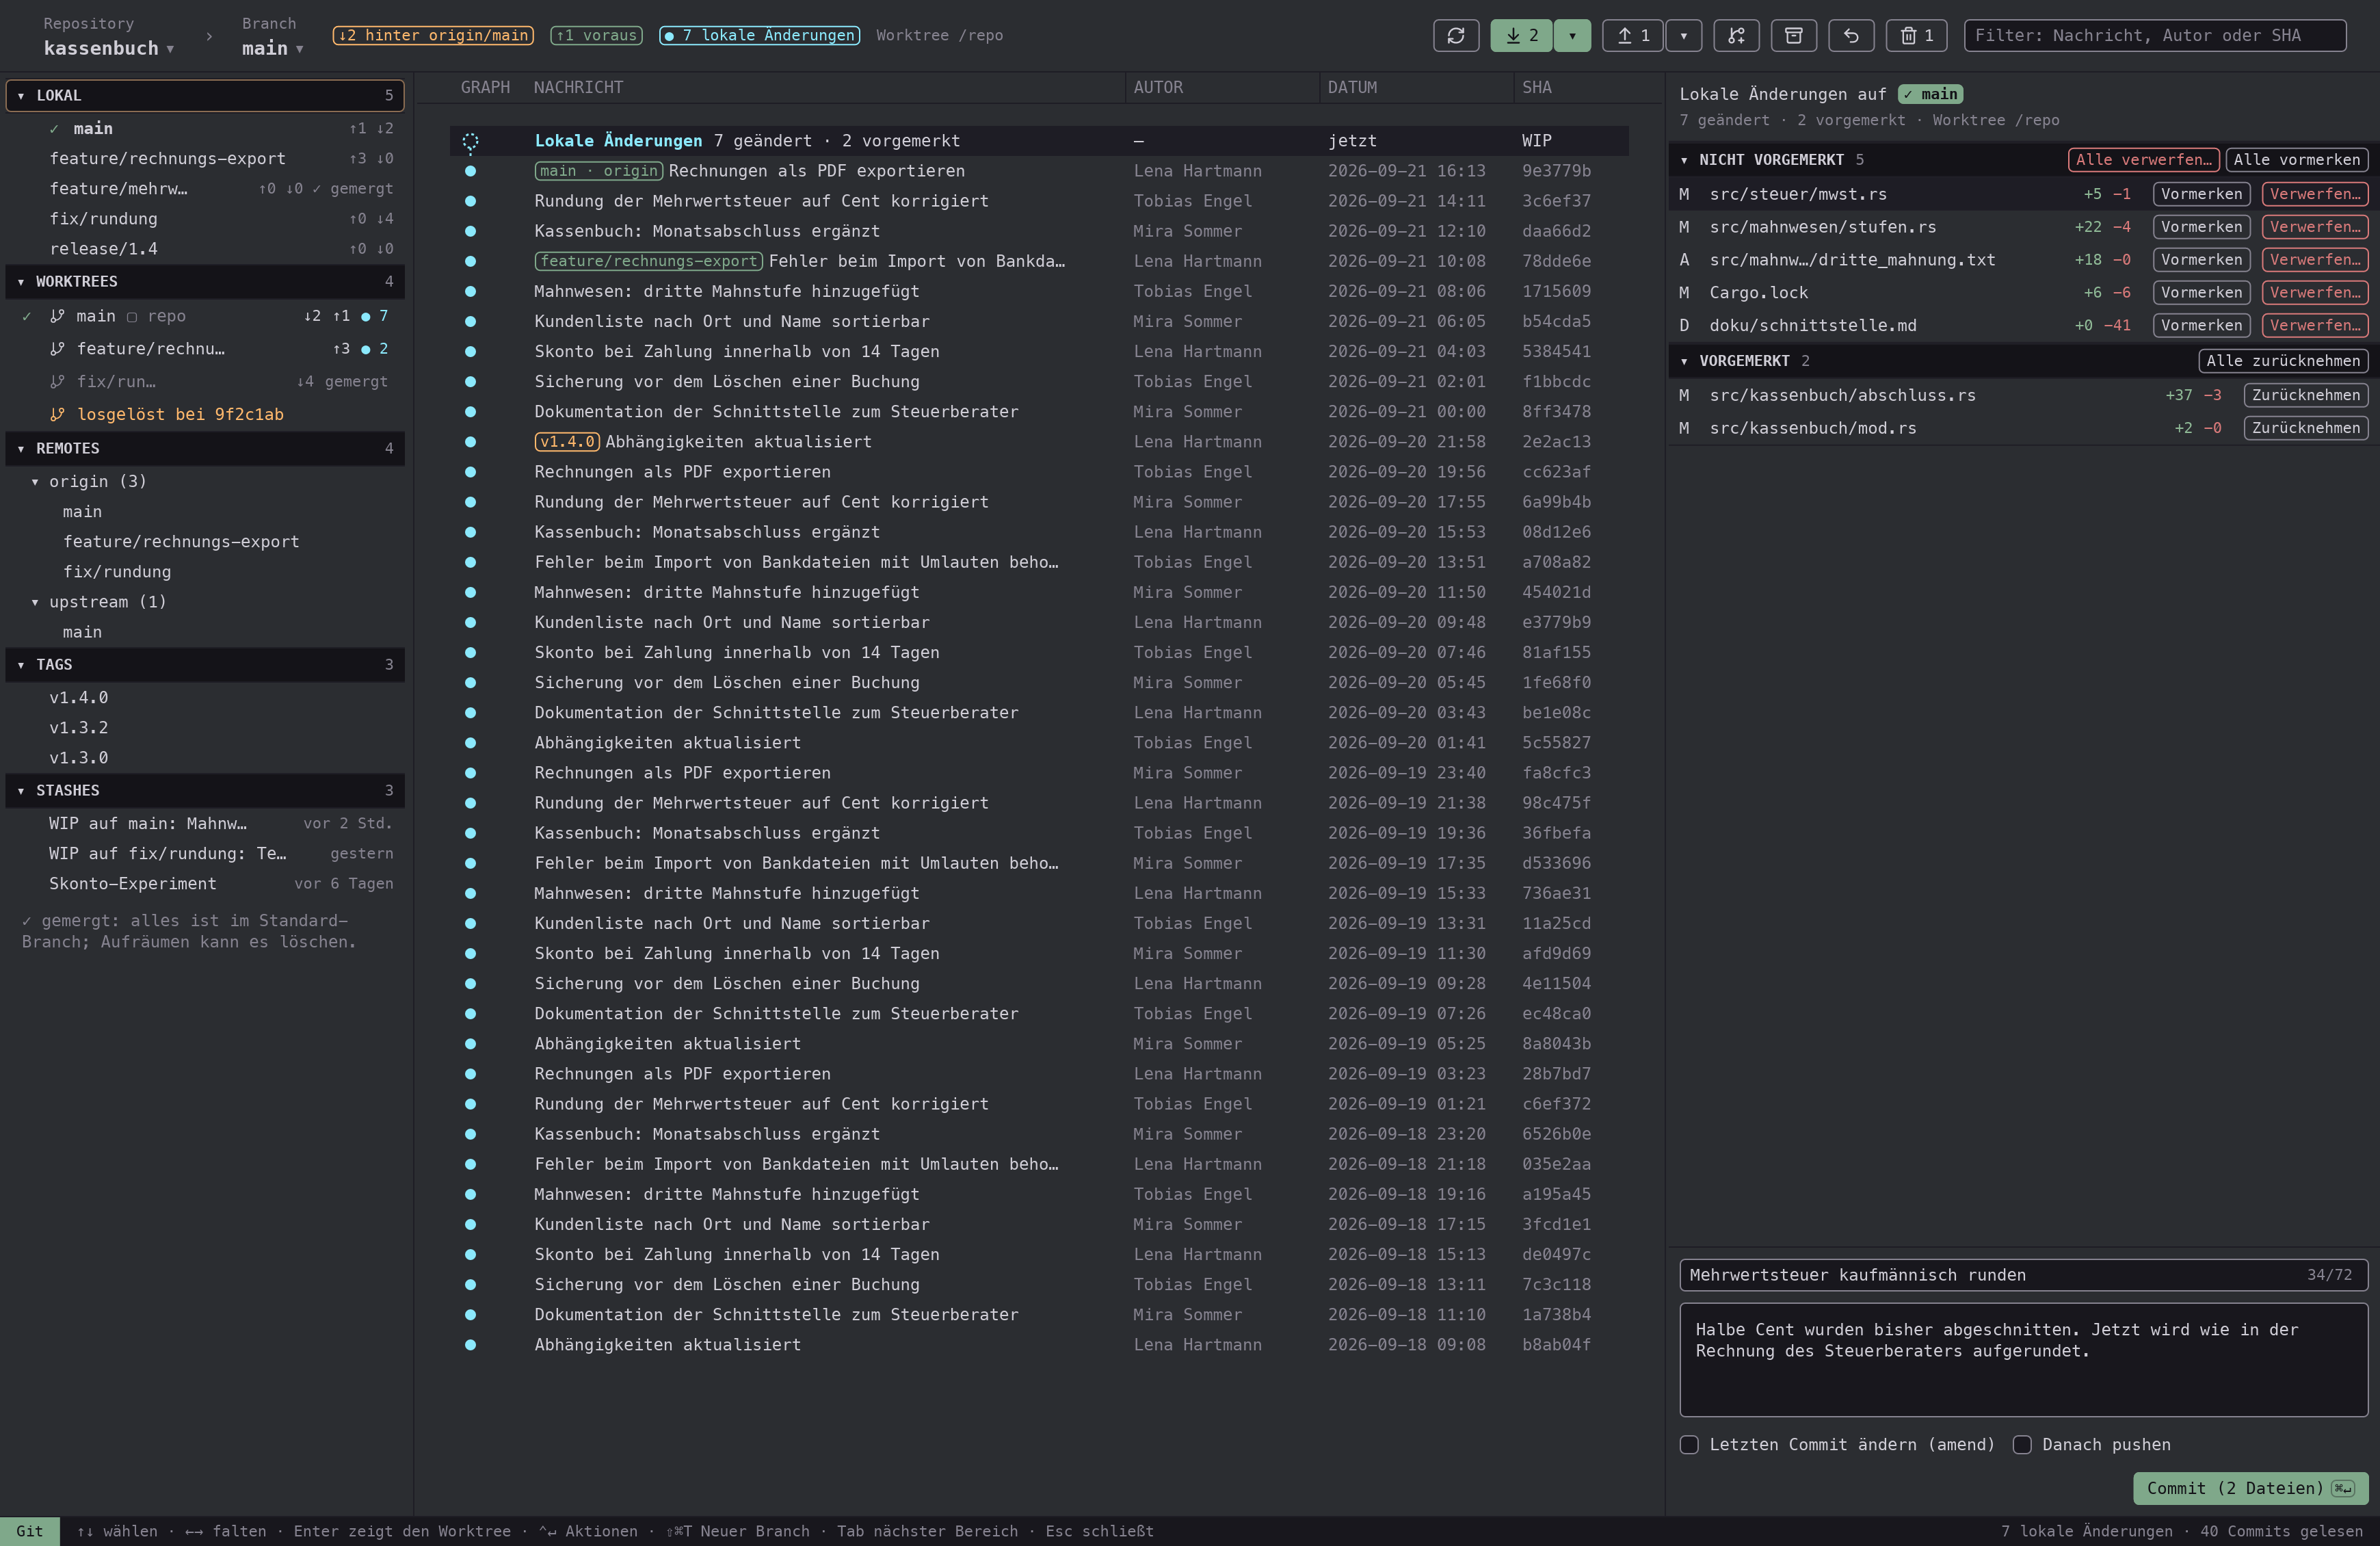 Repository
kassenbuch ▾
›
Branch
main ▾
↓2 hinter origin/main ↑1 voraus ● 7 lokale Änderungen Worktree /repo
2 ▾ 1 ▾ 1 Filter: Nachricht, Autor oder SHA
▾ LOKAL 5
✓ main ↑1 ↓2
feature/rechnungs-export ↑3 ↓0
feature/mehrw… ↑0 ↓0 ✓ gemergt
fix/rundung ↑0 ↓4
release/1.4 ↑0 ↓0
▾ WORKTREES 4
✓ main ▢ repo ↓2 ↑1 ● 7
feature/rechnu… ↑3 ● 2
fix/run… ↓4 gemergt
losgelöst bei 9f2c1ab
▾ REMOTES 4
▾ origin (3)
main
feature/rechnungs-export
fix/rundung
▾ upstream (1)
main
▾ TAGS 3
v1.4.0
v1.3.2
v1.3.0
▾ STASHES 3
WIP auf main: Mahnw… vor 2 Std.
WIP auf fix/rundung: Te… gestern
Skonto-Experiment vor 6 Tagen
✓ gemergt: alles ist im Standard-
Branch; Aufräumen kann es löschen.
GRAPH NACHRICHT AUTOR DATUM SHA
Lokale Änderungen 7 geändert · 2 vorgemerkt — jetzt WIP
main · origin Rechnungen als PDF exportieren Lena Hartmann 2026-09-21 16:13 9e3779b
Rundung der Mehrwertsteuer auf Cent korrigiert Tobias Engel 2026-09-21 14:11 3c6ef37
Kassenbuch: Monatsabschluss ergänzt Mira Sommer 2026-09-21 12:10 daa66d2
feature/rechnungs-export Fehler beim Import von Bankda… Lena Hartmann 2026-09-21 10:08 78dde6e
Mahnwesen: dritte Mahnstufe hinzugefügt Tobias Engel 2026-09-21 08:06 1715609
Kundenliste nach Ort und Name sortierbar Mira Sommer 2026-09-21 06:05 b54cda5
Skonto bei Zahlung innerhalb von 14 Tagen Lena Hartmann 2026-09-21 04:03 5384541
Sicherung vor dem Löschen einer Buchung Tobias Engel 2026-09-21 02:01 f1bbcdc
Dokumentation der Schnittstelle zum Steuerberater Mira Sommer 2026-09-21 00:00 8ff3478
v1.4.0 Abhängigkeiten aktualisiert Lena Hartmann 2026-09-20 21:58 2e2ac13
Rechnungen als PDF exportieren Tobias Engel 2026-09-20 19:56 cc623af
Rundung der Mehrwertsteuer auf Cent korrigiert Mira Sommer 2026-09-20 17:55 6a99b4b
Kassenbuch: Monatsabschluss ergänzt Lena Hartmann 2026-09-20 15:53 08d12e6
Fehler beim Import von Bankdateien mit Umlauten beho… Tobias Engel 2026-09-20 13:51 a708a82
Mahnwesen: dritte Mahnstufe hinzugefügt Mira Sommer 2026-09-20 11:50 454021d
Kundenliste nach Ort und Name sortierbar Lena Hartmann 2026-09-20 09:48 e3779b9
Skonto bei Zahlung innerhalb von 14 Tagen Tobias Engel 2026-09-20 07:46 81af155
Sicherung vor dem Löschen einer Buchung Mira Sommer 2026-09-20 05:45 1fe68f0
Dokumentation der Schnittstelle zum Steuerberater Lena Hartmann 2026-09-20 03:43 be1e08c
Abhängigkeiten aktualisiert Tobias Engel 2026-09-20 01:41 5c55827
Rechnungen als PDF exportieren Mira Sommer 2026-09-19 23:40 fa8cfc3
Rundung der Mehrwertsteuer auf Cent korrigiert Lena Hartmann 2026-09-19 21:38 98c475f
Kassenbuch: Monatsabschluss ergänzt Tobias Engel 2026-09-19 19:36 36fbefa
Fehler beim Import von Bankdateien mit Umlauten beho… Mira Sommer 2026-09-19 17:35 d533696
Mahnwesen: dritte Mahnstufe hinzugefügt Lena Hartmann 2026-09-19 15:33 736ae31
Kundenliste nach Ort und Name sortierbar Tobias Engel 2026-09-19 13:31 11a25cd
Skonto bei Zahlung innerhalb von 14 Tagen Mira Sommer 2026-09-19 11:30 afd9d69
Sicherung vor dem Löschen einer Buchung Lena Hartmann 2026-09-19 09:28 4e11504
Dokumentation der Schnittstelle zum Steuerberater Tobias Engel 2026-09-19 07:26 ec48ca0
Abhängigkeiten aktualisiert Mira Sommer 2026-09-19 05:25 8a8043b
Rechnungen als PDF exportieren Lena Hartmann 2026-09-19 03:23 28b7bd7
Rundung der Mehrwertsteuer auf Cent korrigiert Tobias Engel 2026-09-19 01:21 c6ef372
Kassenbuch: Monatsabschluss ergänzt Mira Sommer 2026-09-18 23:20 6526b0e
Fehler beim Import von Bankdateien mit Umlauten beho… Lena Hartmann 2026-09-18 21:18 035e2aa
Mahnwesen: dritte Mahnstufe hinzugefügt Tobias Engel 2026-09-18 19:16 a195a45
Kundenliste nach Ort und Name sortierbar Mira Sommer 2026-09-18 17:15 3fcd1e1
Skonto bei Zahlung innerhalb von 14 Tagen Lena Hartmann 2026-09-18 15:13 de0497c
Sicherung vor dem Löschen einer Buchung Tobias Engel 2026-09-18 13:11 7c3c118
Dokumentation der Schnittstelle zum Steuerberater Mira Sommer 2026-09-18 11:10 1a738b4
Abhängigkeiten aktualisiert Lena Hartmann 2026-09-18 09:08 b8ab04f
Lokale Änderungen auf ✓ main
7 geändert · 2 vorgemerkt · Worktree /repo
▾ NICHT VORGEMERKT 5 Alle verwerfen… Alle vormerken
M src/steuer/mwst.rs +5 −1 Vormerken Verwerfen…
M src/mahnwesen/stufen.rs +22 −4 Vormerken Verwerfen…
A src/mahnw…/dritte_mahnung.txt +18 −0 Vormerken Verwerfen…
M Cargo.lock +6 −6 Vormerken Verwerfen…
D doku/schnittstelle.md +0 −41 Vormerken Verwerfen…
▾ VORGEMERKT 2 Alle zurücknehmen
M src/kassenbuch/abschluss.rs +37 −3 Zurücknehmen
M src/kassenbuch/mod.rs +2 −0 Zurücknehmen
Mehrwertsteuer kaufmännisch runden 34/72
Halbe Cent wurden bisher abgeschnitten. Jetzt wird wie in der
Rechnung des Steuerberaters aufgerundet.
Letzten Commit ändern (amend) Danach pushen
Commit (2 Dateien) ⌘↵
Git ↑↓ wählen · ←→ falten · Enter zeigt den Worktree · ⌃↵ Aktionen · ⇧⌘T Neuer Branch · Tab nächster Bereich · Esc schließt
7 lokale Änderungen · 40 Commits gelesen